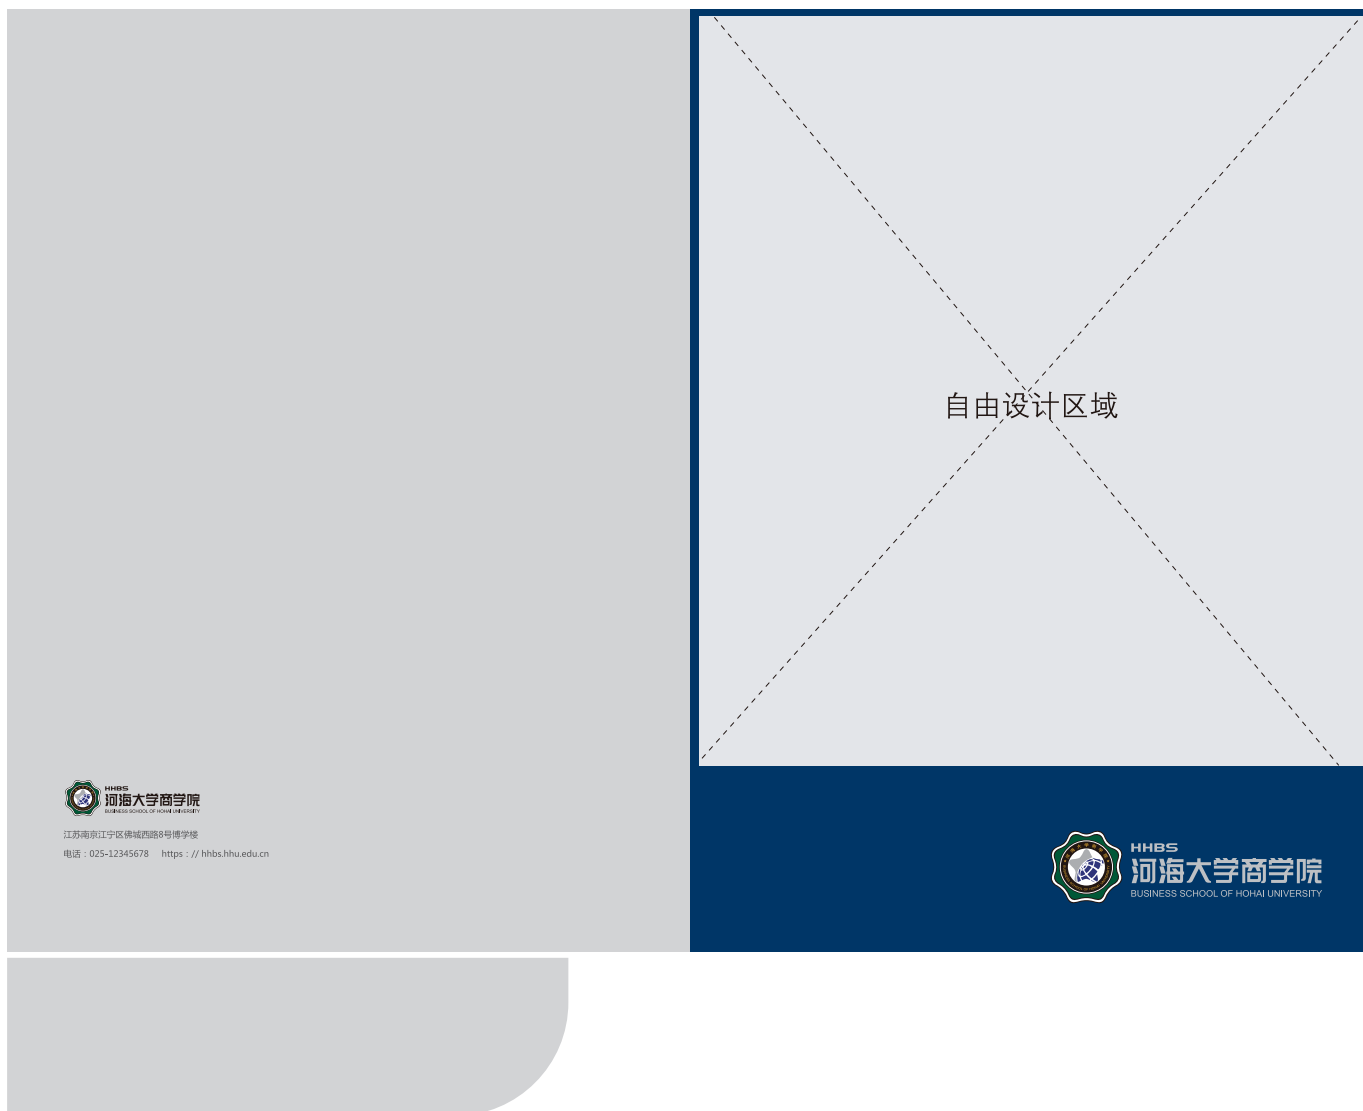 自由设计区域
HHBS
河海大学商学院
BUSINESS SCHOOL OF HOHAI UNIVERSITY
江苏南京江宁区佛城西路8号博学楼
电话：025-12345678 https：// hhbs.hhu.edu.cn
HHBS
河海大学商学院
BUSINESS SCHOOL OF HOHAI UNIVERSITY